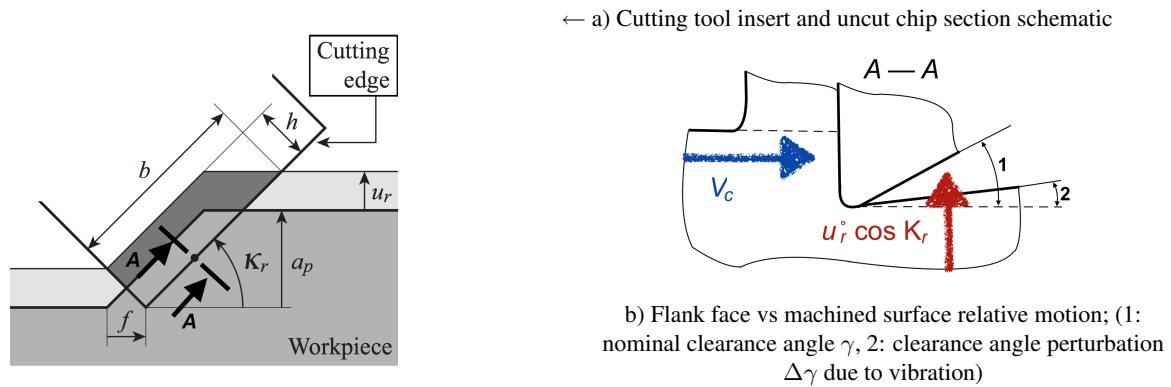 ← a) Cutting tool insert and uncut chip section schematic
Cutting
edge
h
b
u_r
A
κ_r
a_p
A
f
Workpiece
A — A
1
V_c
2
u̇_r cos K_r
b) Flank face vs machined surface relative motion; (1:
nominal clearance angle γ, 2: clearance angle perturbation
Δγ due to vibration)